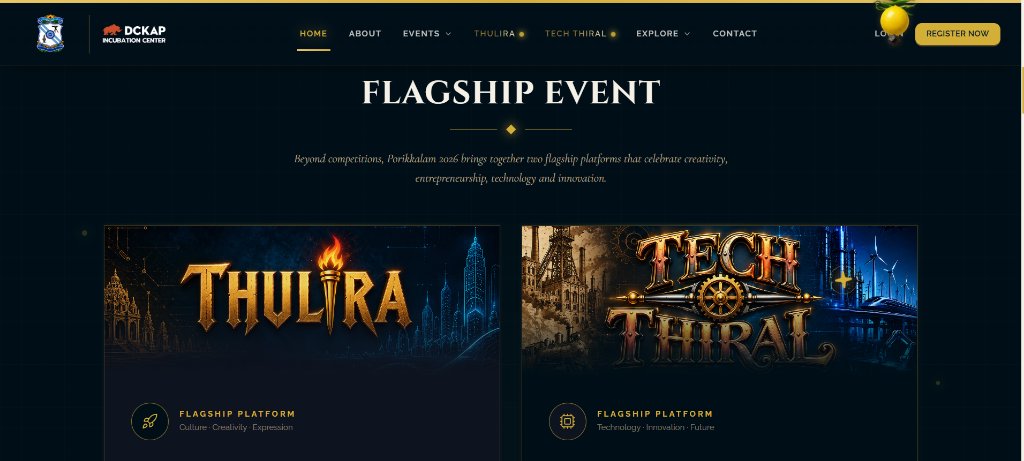 DCKAP
INCUBATION CENTER
HOME
ABOUT
EVENTS
THULIRA
TECH THIRAL
EXPLORE
CONTACT
REGISTER NOW
FLAGSHIP EVENT
Beyond competitions, Porikkalam 2026 brings together two flagship platforms that celebrate creativity,
entrepreneurship, technology and innovation.
THULIRA
FLAGSHIP PLATFORM
Culture · Creativity · Expression
TECH
THIRAL
FLAGSHIP PLATFORM
Technology · Innovation · Future